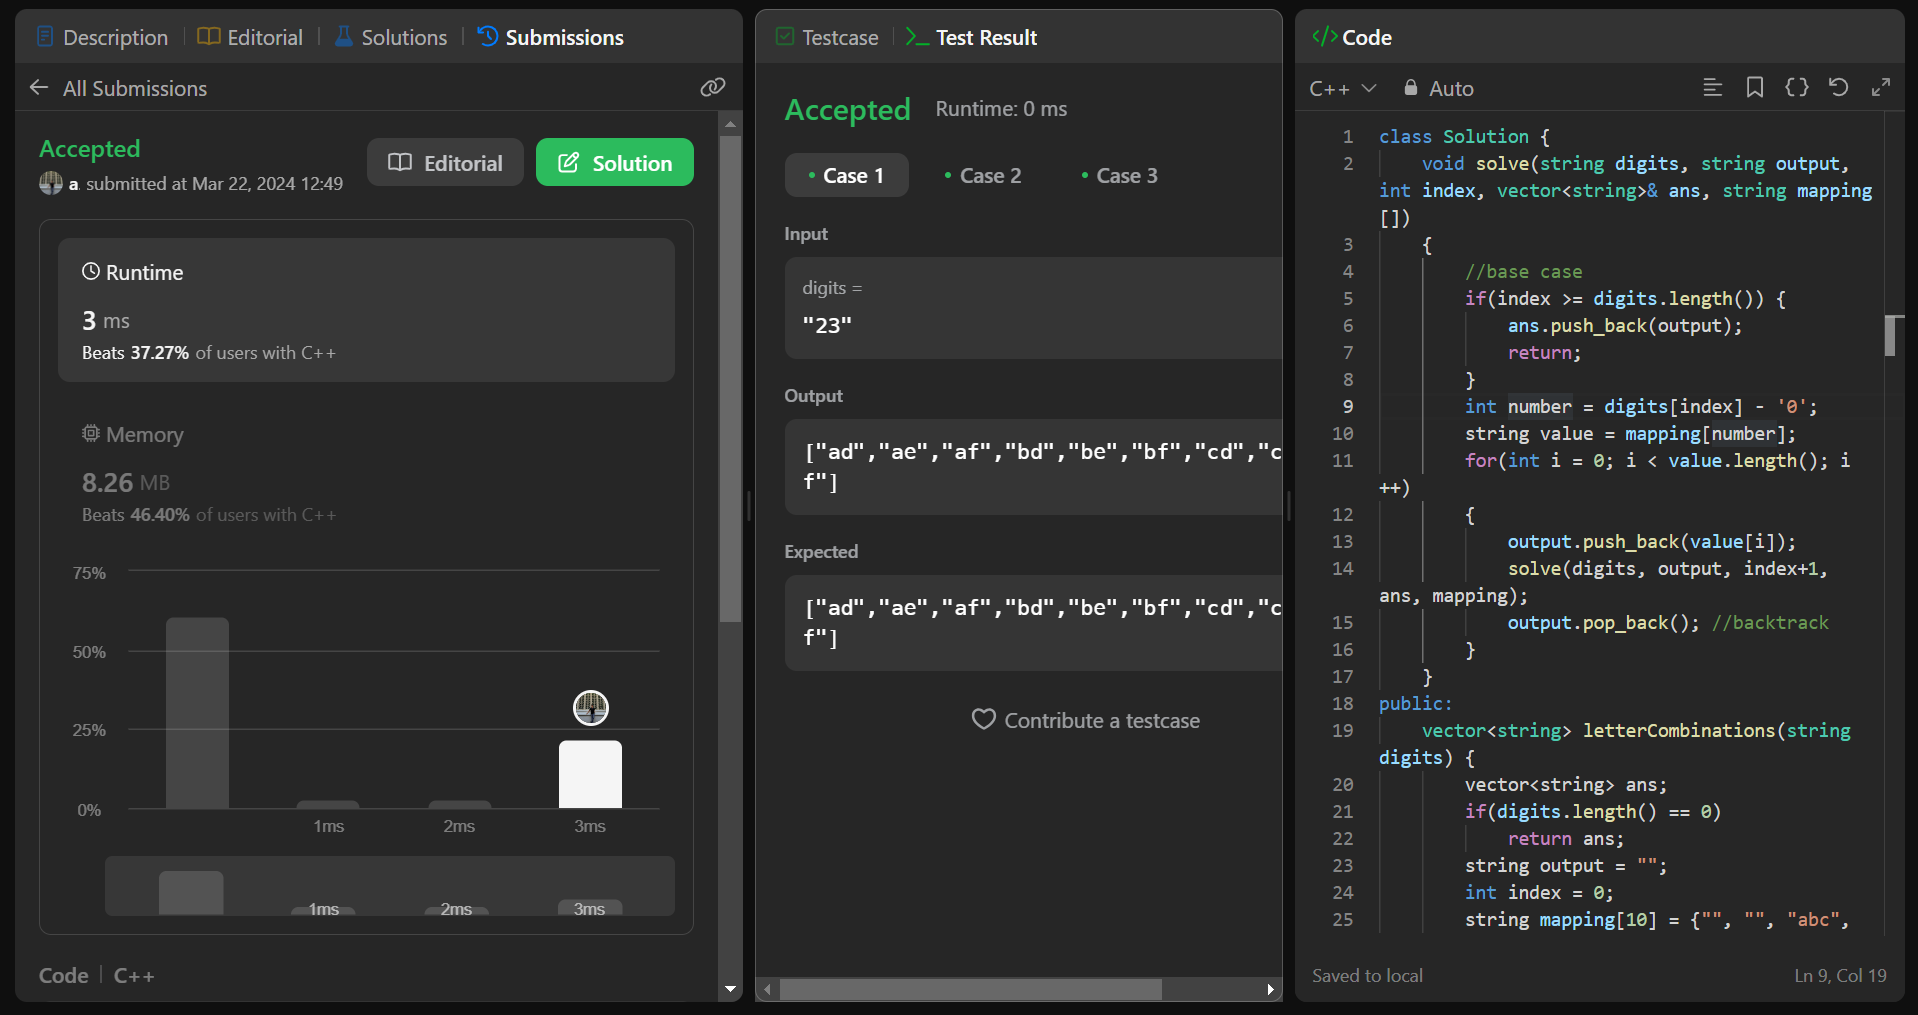 Description
Editorial
Solutions
Submissions
All Submissions
Accepted
a. submitted at Mar 22, 2024 12:49
Editorial
Solution
Runtime
3 ms
Beats 37.27% of users with C++
Memory
8.26 MB
Beats 46.40% of users with C++
75%
50%
25%
0%
1ms 2ms 3ms
1ms 2ms 3ms
Code | C++
Testcase
>_ Test Result
Accepted Runtime: 0 ms
• Case 1 • Case 2 • Case 3
Input
digits =
"23"
Output
["ad","ae","af","bd","be","bf","cd","c
f"]
Expected
["ad","ae","af","bd","be","bf","cd","c
f"]
Contribute a testcase
</> Code
C++ Auto {}
1 class Solution {
2 void solve(string digits, string output,
int index, vector<string>& ans, string mapping
[])
3 {
4 //base case
5 if(index >= digits.length()) {
6 ans.push_back(output);
7 return;
8 }
9 int number = digits[index] - '0';
10 string value = mapping[number];
11 for(int i = 0; i < value.length(); i
++)
12 {
13 output.push_back(value[i]);
14 solve(digits, output, index+1,
ans, mapping);
15 output.pop_back(); //backtrack
16 }
17 }
18 public:
19 vector<string> letterCombinations(string
digits) {
20 vector<string> ans;
21 if(digits.length() == 0)
22 return ans;
23 string output = "";
24 int index = 0;
25 string mapping[10] = {"", "", "abc",
Saved to local
Ln 9, Col 19